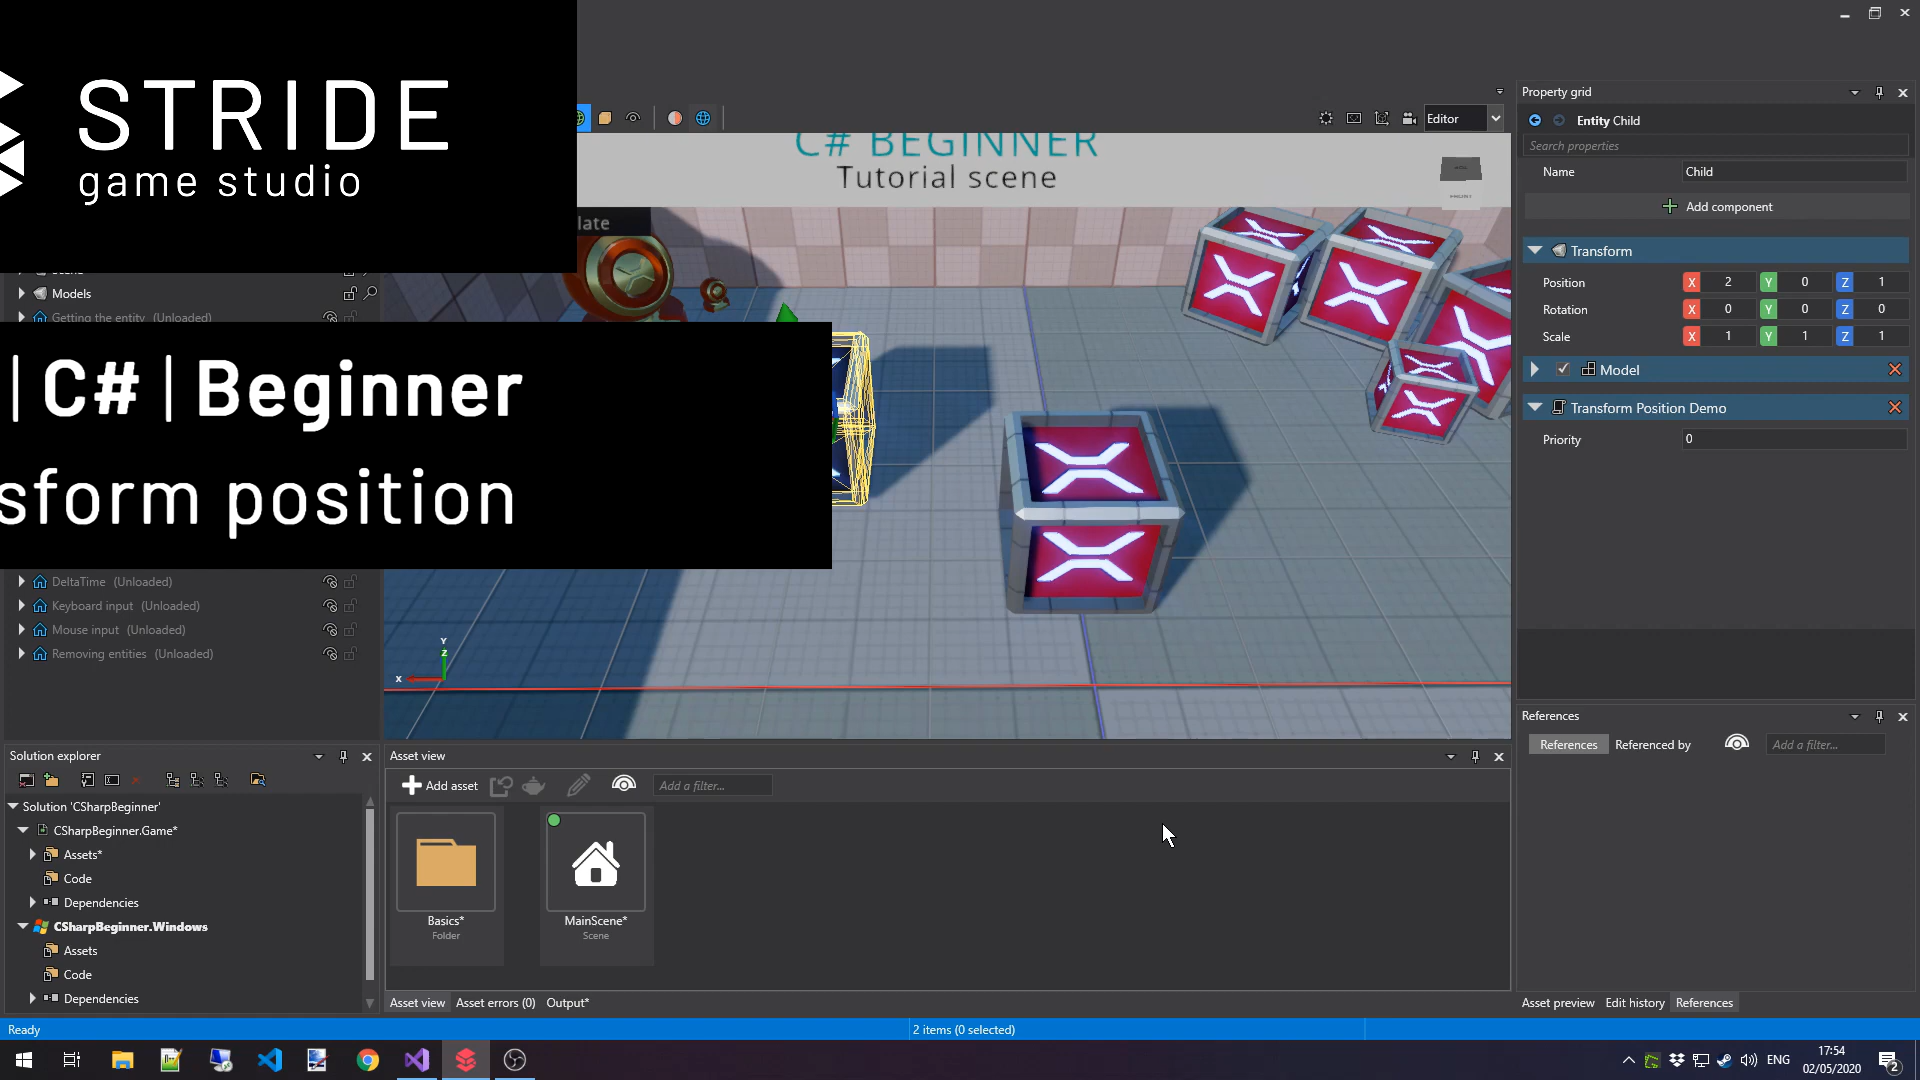 STRIDE
game studio
| C# | Beginner
sform position
C# BEGINNER
Tutorial scene
late
Editor
FRONT
Models
Getting the entity (Unloaded)
DeltaTime (Unloaded)
Keyboard input (Unloaded)
Mouse input (Unloaded)
Removing entities (Unloaded)
Y
Z
X
Property grid
Entity Child
Search properties
Name Child
Add component
Transform
Position X 2 Y 0 Z 1
Rotation X 0 Y 0 Z 0
Scale X 1 Y 1 Z 1
Model
Transform Position Demo
Priority 0
References
References Referenced by Add a filter...
Asset preview Edit history References
Solution explorer
Solution 'CSharpBeginner'
CSharpBeginner.Game*
Assets*
Code
Dependencies
CSharpBeginner.Windows
Assets
Code
Dependencies
Asset view
Add asset Add a filter...
Basics*
Folder
MainScene*
Scene
Asset view Asset errors (0) Output*
Ready 2 items (0 selected)
ENG
17:54
02/05/2020
2